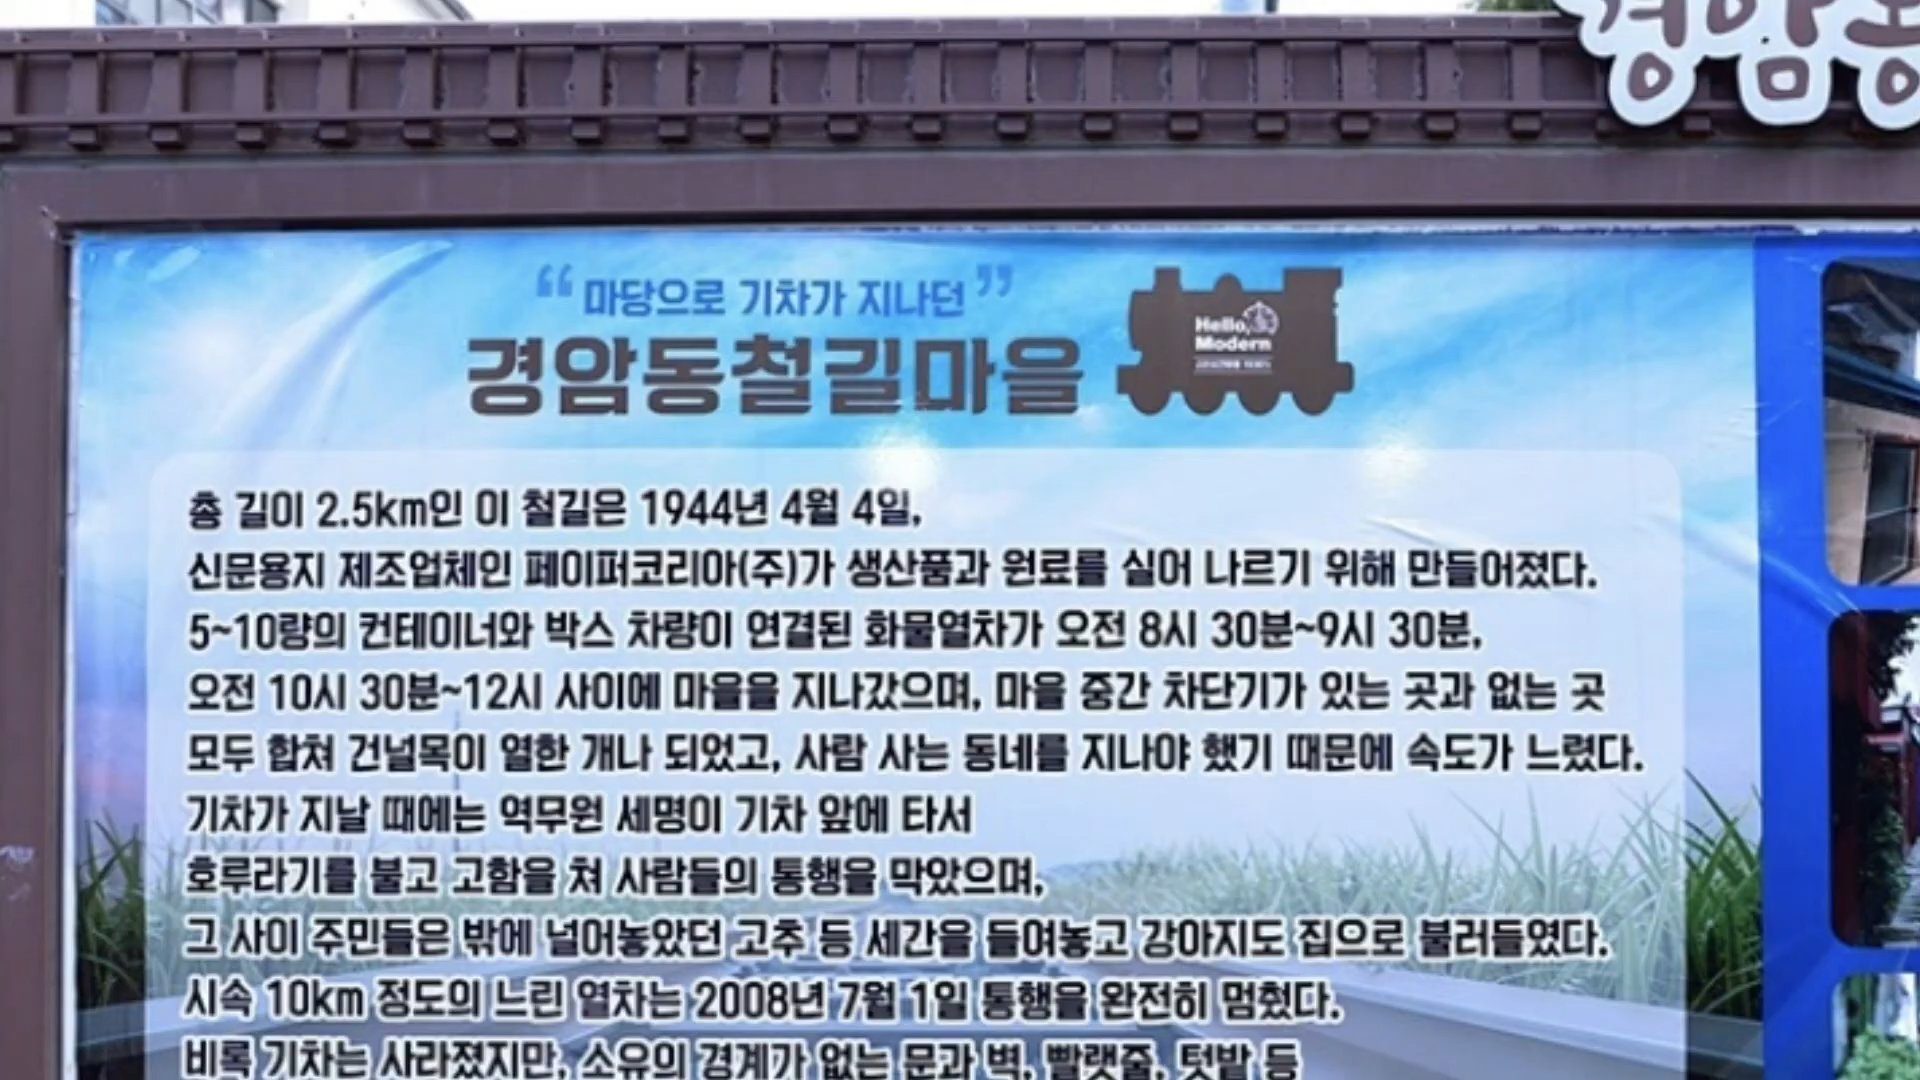 경암동
“마당으로 기차가 지나던”
경암동철길마을
Hello,
Modern
총 길이 2.5km인 이 철길은 1944년 4월 4일,
신문용지 제조업체인 페이퍼코리아(주)가 생산품과 원료를 실어 나르기 위해 만들어졌다.
5~10량의 컨테이너와 박스 차량이 연결된 화물열차가 오전 8시 30분~9시 30분,
오전 10시 30분~12시 사이에 마을을 지나갔으며, 마을 중간 차단기가 있는 곳과 없는 곳
모두 합쳐 건널목이 열한 개나 되었고, 사람 사는 동네를 지나야 했기 때문에 속도가 느렸다.
기차가 지날 때에는 역무원 세명이 기차 앞에 타서
호루라기를 불고 고함을 쳐 사람들의 통행을 막았으며,
그 사이 주민들은 밖에 널어놓았던 고추 등 세간을 들여놓고 강아지도 집으로 불러들였다.
시속 10km 정도의 느린 열차는 2008년 7월 1일 통행을 완전히 멈췄다.
비록 기차는 사라졌지만, 소유의 경계가 없는 문과 벽, 빨랫줄, 텃밭 등